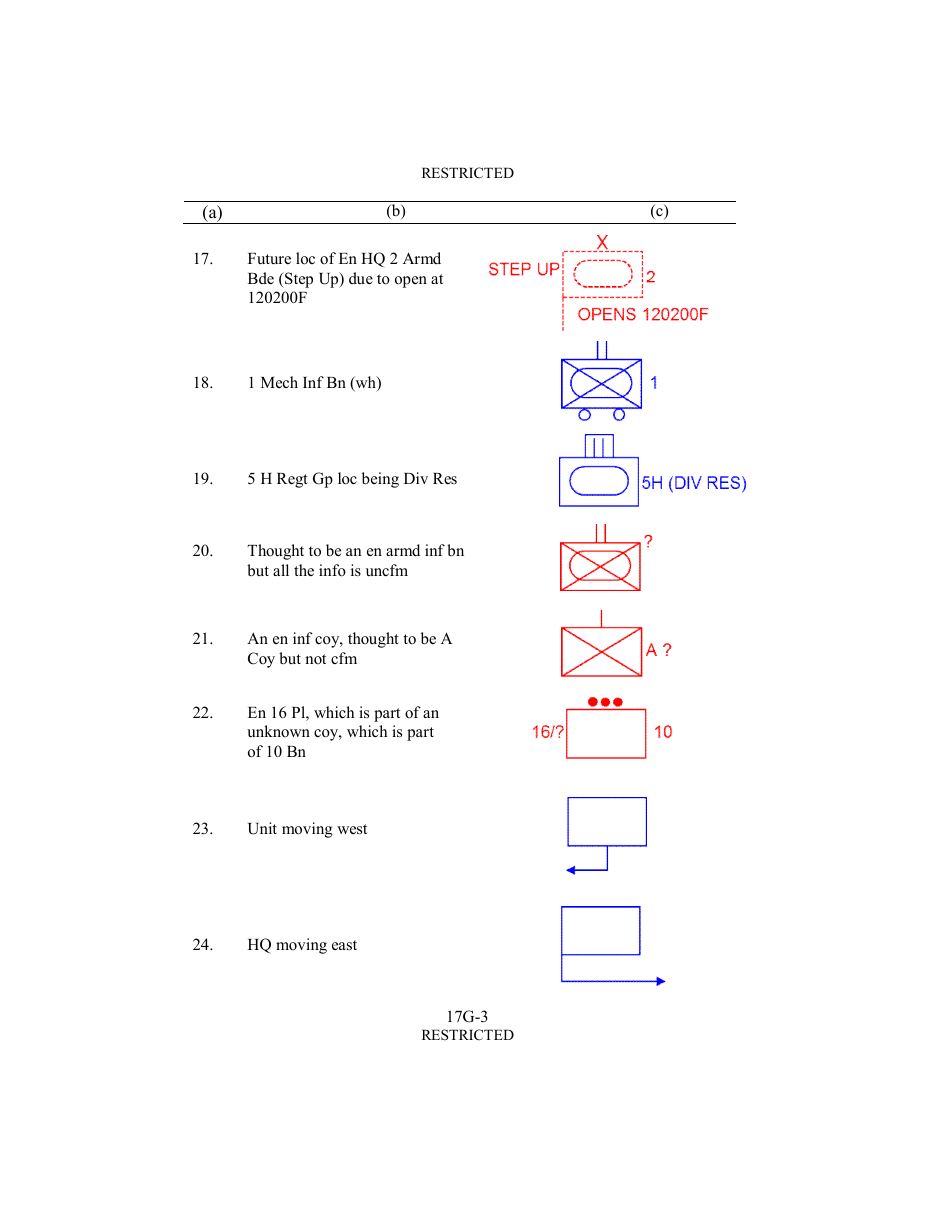 RESTRICTED
(a) (b) (c)
17. Future loc of En HQ 2 Armd
Bde (Step Up) due to open at
120200F
X
STEP UP
2
OPENS 120200F
18. 1 Mech Inf Bn (wh)
1
19. 5 H Regt Gp loc being Div Res
5H (DIV RES)
20. Thought to be an en armd inf bn
but all the info is uncfm
?
21. An en inf coy, thought to be A
Coy but not cfm
A ?
22. En 16 Pl, which is part of an
unknown coy, which is part
of 10 Bn
16/?
10
23. Unit moving west
24. HQ moving east
17G-3
RESTRICTED